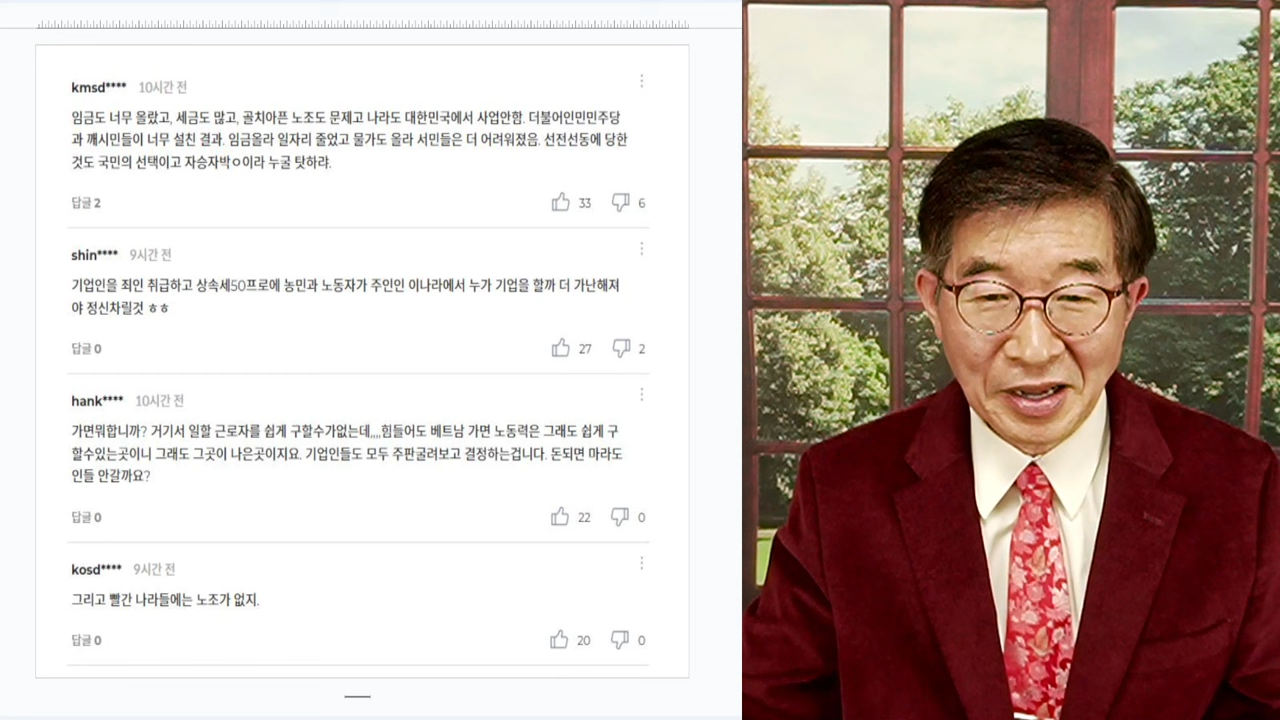 kmsd**** 10시간 전
임금도 너무 올랐고, 세금도 많고, 골치아픈 노조도 문제고 나라도 대한민국에서 사업안함. 더불어인민민주당
과 깨시민들이 너무 설친 결과. 임금올라 일자리 줄었고 물가도 올라 서민들은 더 어려워졌음. 선전선동에 당한
것도 국민의 선택이고 자승자박ㅇ이라 누굴 탓하랴.
답글 2 33 6
shin**** 9시간 전
기업인을 죄인 취급하고 상속세50프로에 농민과 노동자가 주인인 이나라에서 누가 기업을 할까 더 가난해져
야 정신차릴것 ㅎㅎ
답글 0 27 2
hank**** 10시간 전
가면뭐합니까? 거기서 일할 근로자를 쉽게 구할수가없는데,,,,힘들어도 베트남 가면 노동력은 그래도 쉽게 구
할수있는곳이니 그래도 그곳이 나은곳이지요. 기업인들도 모두 주판굴려보고 결정하는겁니다. 돈되면 마라도
인들 안갈까요?
답글 0 22 0
kosd**** 9시간 전
그리고 빨간 나라들에는 노조가 없지.
답글 0 20 0